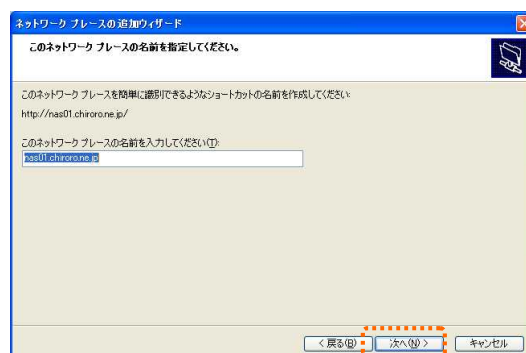 ネットワーク プレースの追加ウィザード
このネットワーク プレースの名前を指定してください。
このネットワーク プレースを簡単に識別できるようなショートカットの名前を作成してください:
http://nas01.chiroro.ne.jp/
このネットワーク プレースの名前を入力してください(T):
nas01.chiroro.ne.jp
< 戻る(B) 次へ(N) > キャンセル